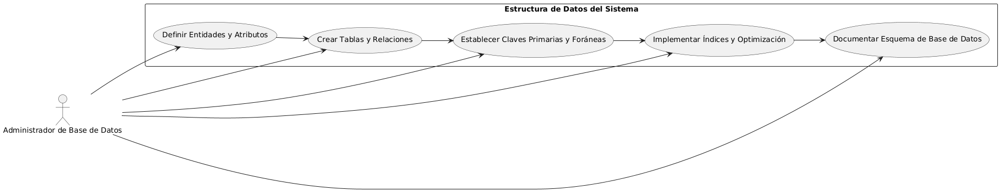 Estructura de Datos del Sistema
Definir Entidades y Atributos
Crear Tablas y Relaciones
Establecer Claves Primarias y Foráneas
Implementar Índices y Optimización
Documentar Esquema de Base de Datos
Administrador de Base de Datos